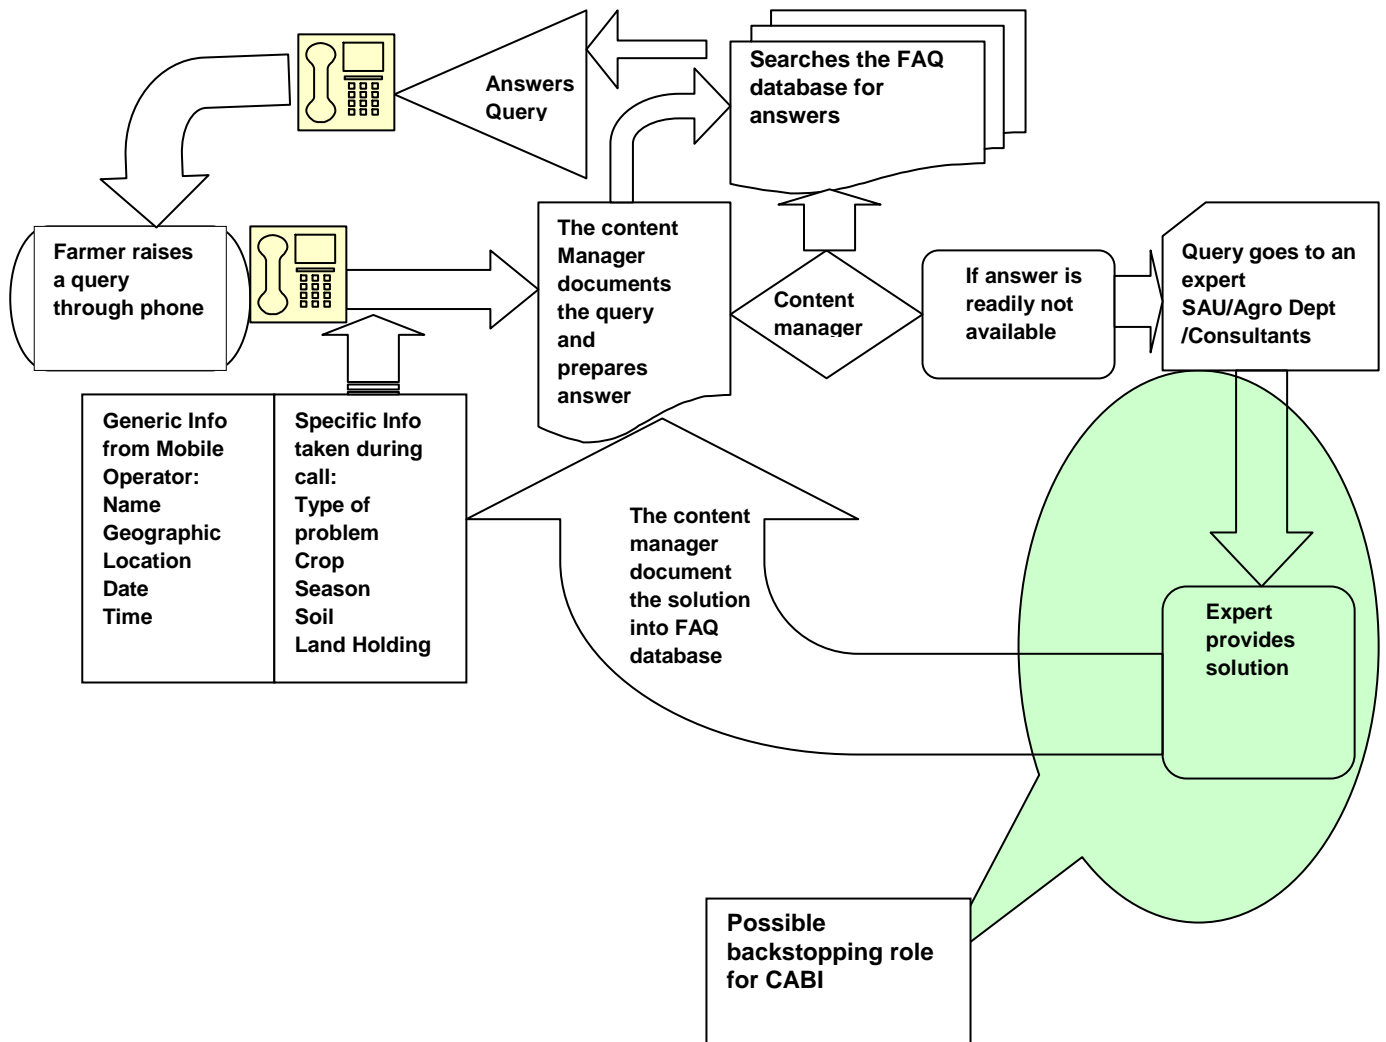 Answers
Query
Searches the FAQ
database for
answers
Farmer raises
a query
through phone
The content
Manager
documents
the query
and
prepares
answer
Content
manager
If answer is
readily not
available
Query goes to an
expert
SAU/Agro Dept
/Consultants
Generic Info
from Mobile
Operator:
Name
Geographic
Location
Date
Time
Specific Info
taken during
call:
Type of
problem
Crop
Season
Soil
Land Holding
The content
manager
document
the solution
into FAQ
database
Expert
provides
solution
Possible
backstopping role
for CABI